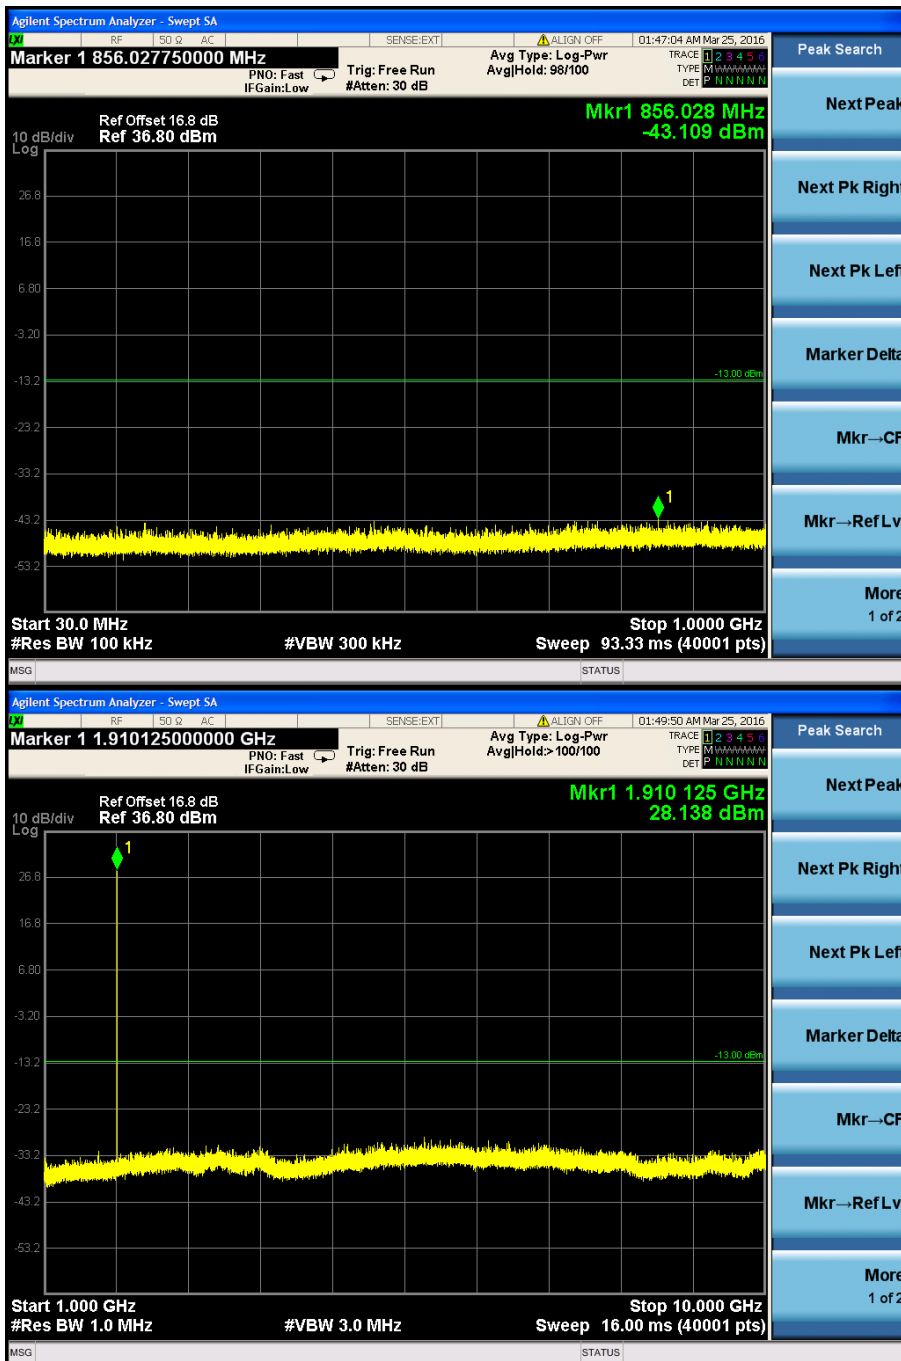 Agilent Spectrum Analyzer - Swept SA
LXI RF 50 Ω AC SENSE:EXT ALIGN OFF 01:47:04 AM Mar 25, 2016
Marker 1 856.027750000 MHz
PNO: Fast
IFGain:Low
Trig: Free Run
#Atten: 30 dB
Avg Type: Log-Pwr
Avg|Hold: 98/100
TRACE 1 2 3 4 5 6
TYPE M WWWWW
DET P N N N N N
Mkr1 856.028 MHz
-43.109 dBm
Ref Offset 16.8 dB
10 dB/div Ref 36.80 dBm
Log
26.8
16.8
6.80
-3.20
-13.2
-23.2
-33.2
-43.2
-53.2
-13.00 dBm
1
Start 30.0 MHz Stop 1.0000 GHz
#Res BW 100 kHz #VBW 300 kHz Sweep 93.33 ms (40001 pts)
MSG STATUS
Peak Search
Next Peak
Next Pk Right
Next Pk Left
Marker Delta
Mkr→CF
Mkr→Ref Lv
More
1 of 2
Agilent Spectrum Analyzer - Swept SA
LXI RF 50 Ω AC SENSE:EXT ALIGN OFF 01:49:50 AM Mar 25, 2016
Marker 1 1.910125000000 GHz
PNO: Fast
IFGain:Low
Trig: Free Run
#Atten: 30 dB
Avg Type: Log-Pwr
Avg|Hold:>100/100
TRACE 1 2 3 4 5 6
TYPE M WWWWW
DET P N N N N N
Mkr1 1.910 125 GHz
28.138 dBm
Ref Offset 16.8 dB
10 dB/div Ref 36.80 dBm
Log
26.8
16.8
6.80
-3.20
-13.2
-23.2
-33.2
-43.2
-53.2
-13.00 dBm
1
Start 1.000 GHz Stop 10.000 GHz
#Res BW 1.0 MHz #VBW 3.0 MHz Sweep 16.00 ms (40001 pts)
MSG STATUS
Peak Search
Next Peak
Next Pk Right
Next Pk Left
Marker Delta
Mkr→CF
Mkr→Ref Lv
More
1 of 2